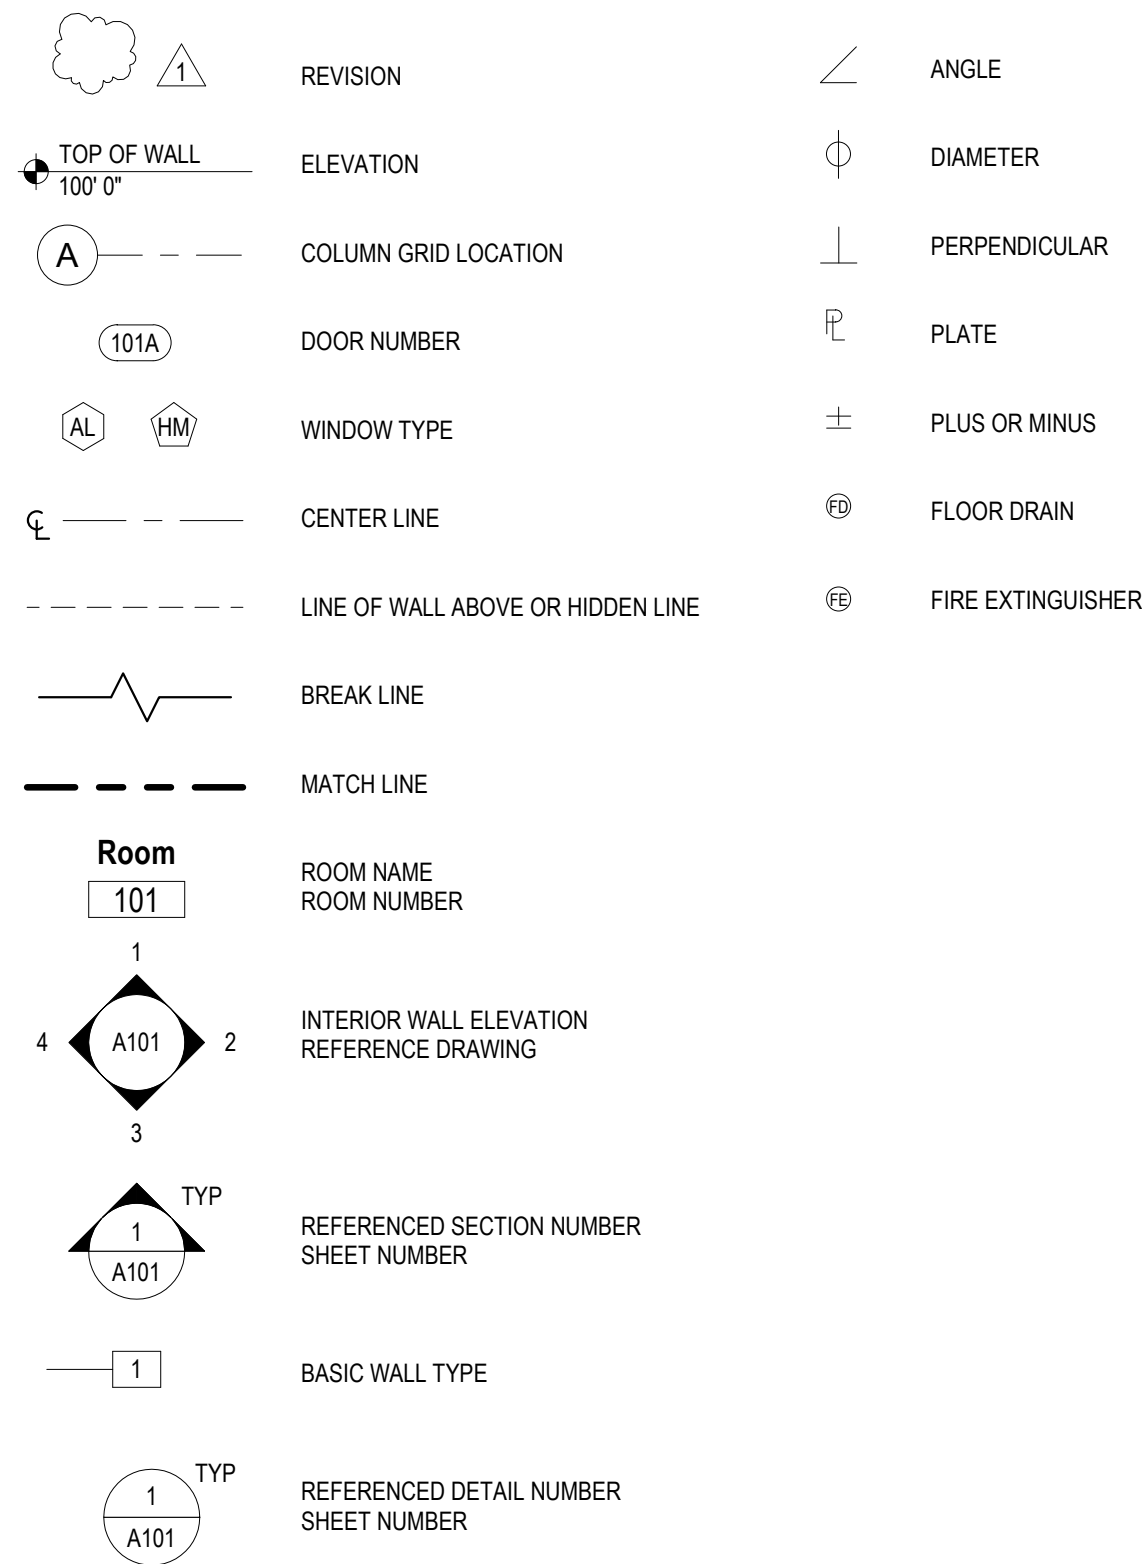 1
REVISION
TOP OF WALL
100' 0"
ELEVATION
A
COLUMN GRID LOCATION
101A
DOOR NUMBER
AL
HM
WINDOW TYPE
CL
CENTER LINE
LINE OF WALL ABOVE OR HIDDEN LINE
BREAK LINE
MATCH LINE
Room
101
ROOM NAME
ROOM NUMBER
1
4
A101
2
3
INTERIOR WALL ELEVATION
REFERENCE DRAWING
TYP
1
A101
REFERENCED SECTION NUMBER
SHEET NUMBER
1
BASIC WALL TYPE
TYP
1
A101
REFERENCED DETAIL NUMBER
SHEET NUMBER
ANGLE
DIAMETER
PERPENDICULAR
PL
PLATE
±
PLUS OR MINUS
FD
FLOOR DRAIN
FE
FIRE EXTINGUISHER